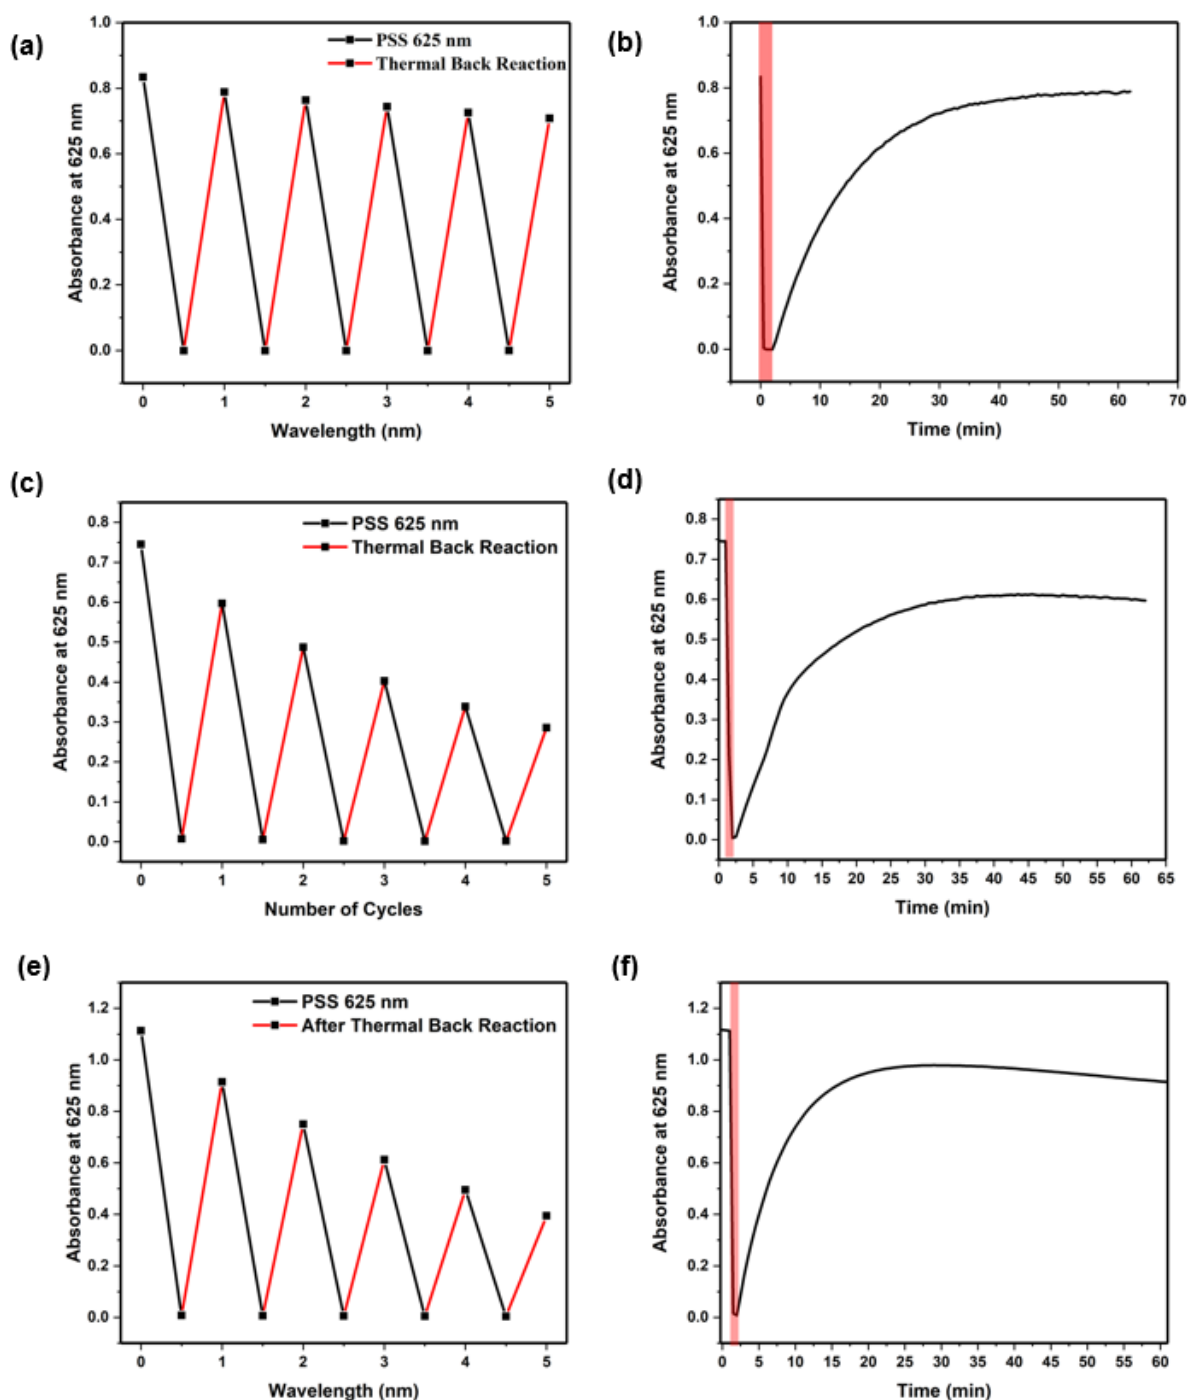 (a)
Absorbance at 625 nm
1.0
0.8
0.6
0.4
0.2
0.0
PSS 625 nm
Thermal Back Reaction
0 1 2 3 4 5
Wavelength (nm)
(b)
Absorbance at 625 nm
1.0
0.8
0.6
0.4
0.2
0.0
0 10 20 30 40 50 60 70
Time (min)
(c)
Absorbance at 625 nm
0.8
0.7
0.6
0.5
0.4
0.3
0.2
0.1
0.0
PSS 625 nm
Thermal Back Reaction
0 1 2 3 4 5
Number of Cycles
(d)
Absorbance at 625 nm
0.8
0.7
0.6
0.5
0.4
0.3
0.2
0.1
0.0
0 5 10 15 20 25 30 35 40 45 50 55 60 65
Time (min)
(e)
Absorbance at 625 nm
1.2
1.0
0.8
0.6
0.4
0.2
0.0
PSS 625 nm
After Thermal Back Reaction
0 1 2 3 4 5
Wavelength (nm)
(f)
Absorbance at 625 nm
1.2
1.0
0.8
0.6
0.4
0.2
0.0
0 5 10 15 20 25 30 35 40 45 50 55 60
Time (min)